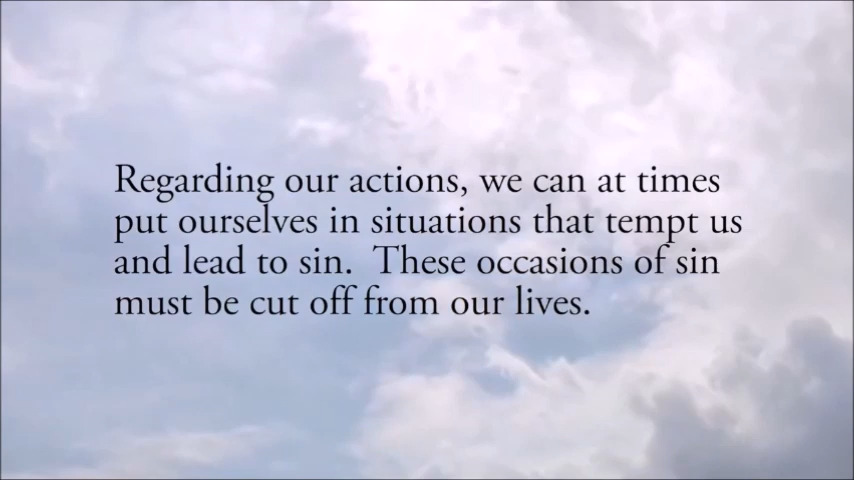 Regarding our actions, we can at times
put ourselves in situations that tempt us
and lead to sin.  These occasions of sin
must be cut off from our lives.